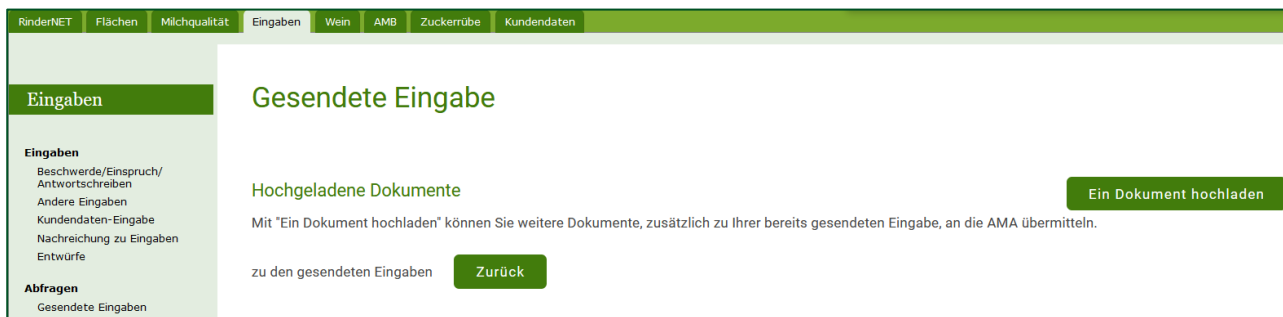 RinderNET Flächen Milchqualität Eingaben Wein AMB Zuckerrübe Kundendaten
Eingaben
Eingaben
Beschwerde/Einspruch/
Antwortschreiben
Andere Eingaben
Kundendaten-Eingabe
Nachreichung zu Eingaben
Entwürfe
Abfragen
Gesendete Eingaben
Gesendete Eingabe
Hochgeladene Dokumente
Ein Dokument hochladen
Mit "Ein Dokument hochladen" können Sie weitere Dokumente, zusätzlich zu Ihrer bereits gesendeten Eingabe, an die AMA übermitteln.
zu den gesendeten Eingaben Zurück